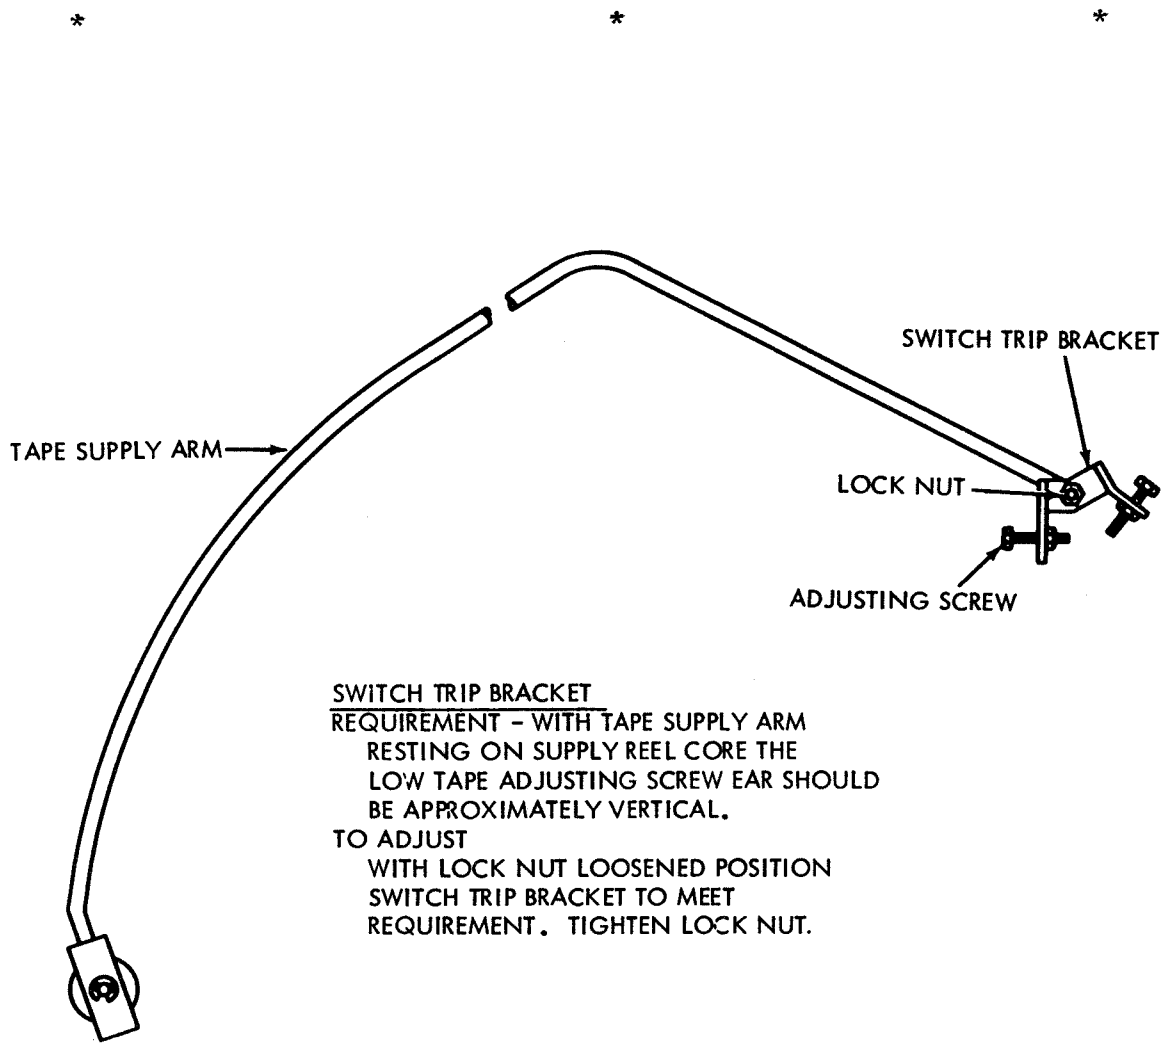 * * *
SWITCH TRIP BRACKET
TAPE SUPPLY ARM
LOCK NUT
ADJUSTING SCREW
SWITCH TRIP BRACKET
REQUIREMENT - WITH TAPE SUPPLY ARM
RESTING ON SUPPLY REEL CORE THE
LOW TAPE ADJUSTING SCREW EAR SHOULD
BE APPROXIMATELY VERTICAL.
TO ADJUST
WITH LOCK NUT LOOSENED POSITION
SWITCH TRIP BRACKET TO MEET
REQUIREMENT. TIGHTEN LOCK NUT.